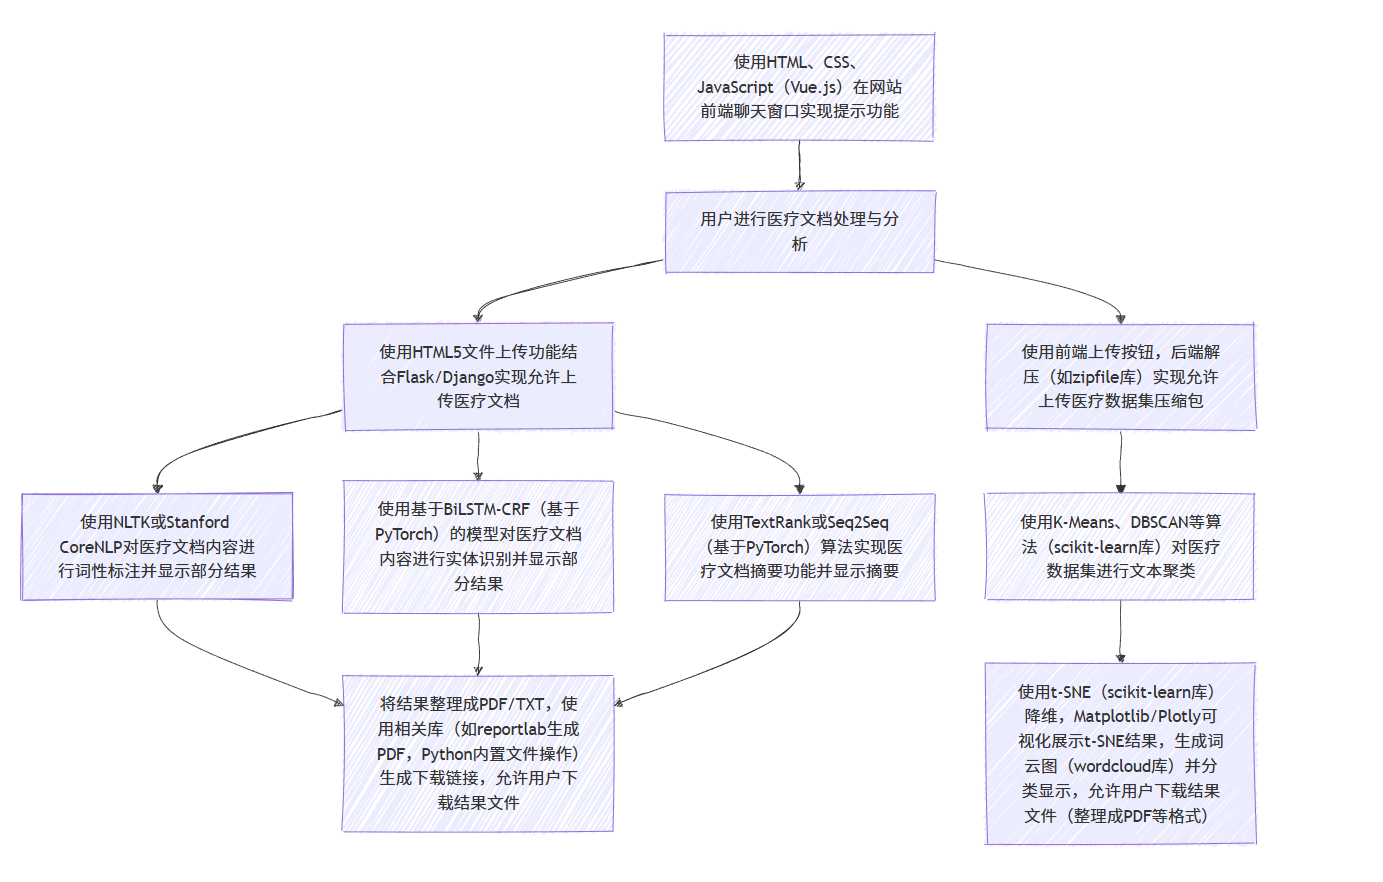 使用HTML、CSS、
JavaScript（Vue.js）在网站
前端聊天窗口实现提示功能
用户进行医疗文档处理与分
析
使用HTML5文件上传功能结
合Flask/Django实现允许上
传医疗文档
使用前端上传按钮，后端解
压（如zipfile库）实现允许
上传医疗数据集压缩包
使用NLTK或Stanford
CoreNLP对医疗文档内容进
行词性标注并显示部分结果
使用基于BiLSTM-CRF（基于
PyTorch）的模型对医疗文档
内容进行实体识别并显示部
分结果
使用TextRank或Seq2Seq
（基于PyTorch）算法实现医
疗文档摘要功能并显示摘要
使用K-Means、DBSCAN等算
法（scikit-learn库）对医疗
数据集进行文本聚类
将结果整理成PDF/TXT，使
用相关库（如reportlab生成
PDF，Python内置文件操作）
生成下载链接，允许用户下
载结果文件
使用t-SNE（scikit-learn库）
降维，Matplotlib/Plotly可
视化展示t-SNE结果，生成词
云图（wordcloud库）并分
类显示，允许用户下载结果
文件（整理成PDF等格式）